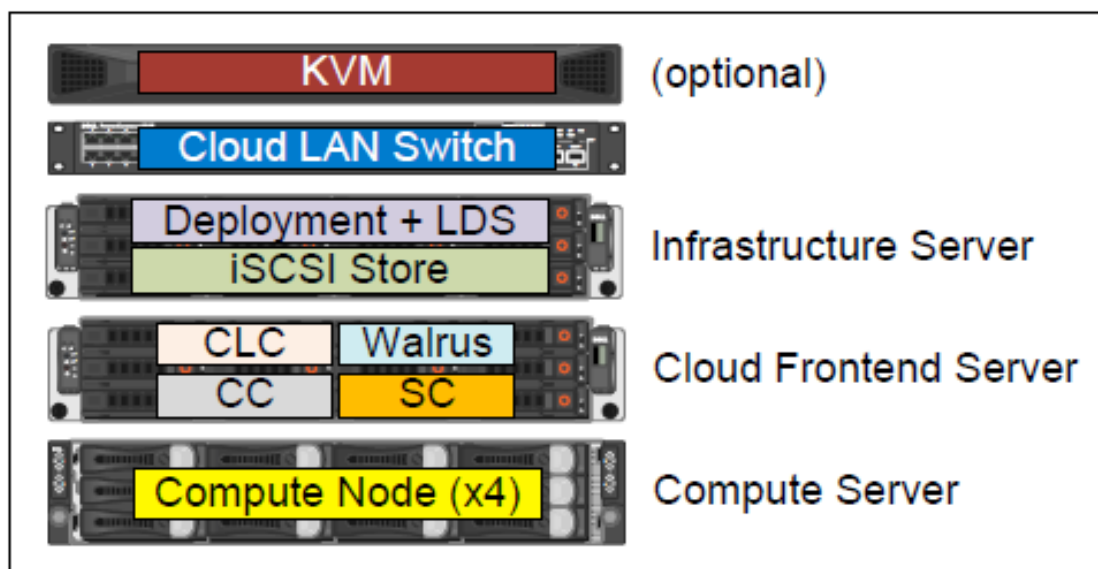 KVM (optional)
Cloud LAN Switch
Deployment + LDS
iSCSI Store
Infrastructure Server
CLC Walrus
CC SC
Cloud Frontend Server
Compute Node (x4) Compute Server